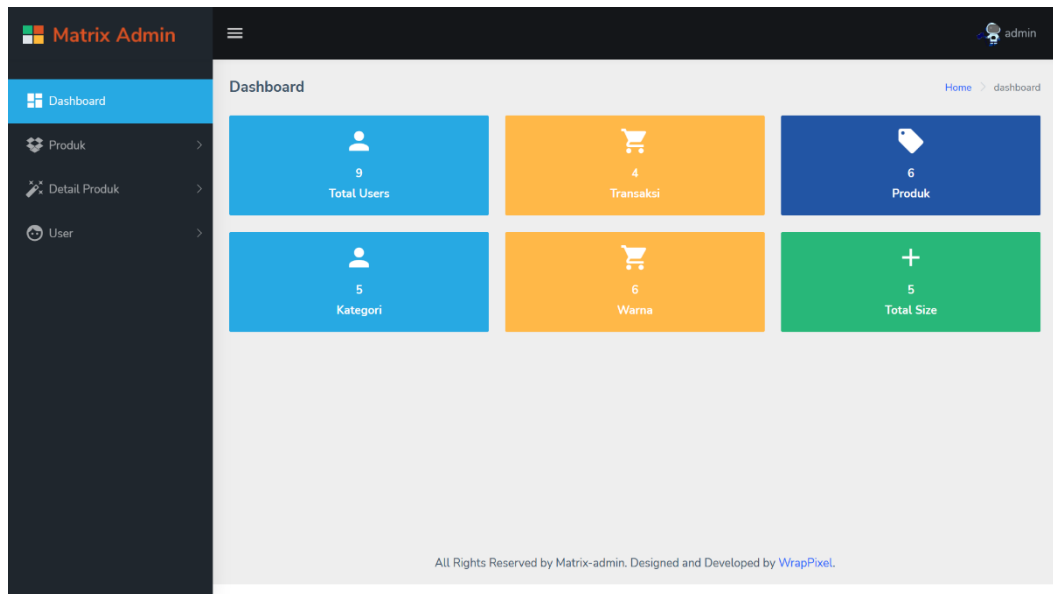 Matrix Admin
admin
Dashboard
Produk
Detail Produk
User
Dashboard
Home > dashboard
9
Total Users
4
Transaksi
6
Produk
5
Kategori
6
Warna
5
Total Size
All Rights Reserved by Matrix-admin. Designed and Developed by WrapPixel.